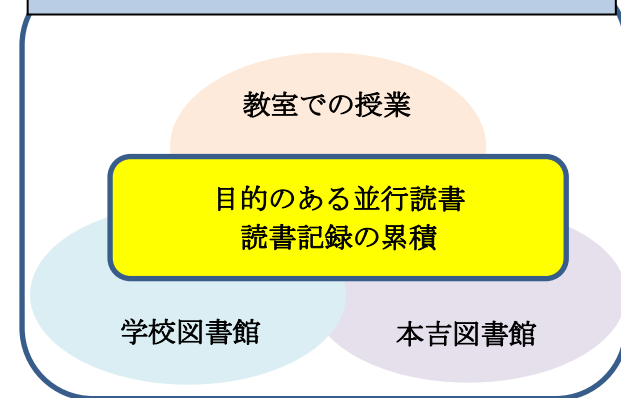 教室での授業
目的のある並行読書
読書記録の累積
学校図書館
本吉図書館